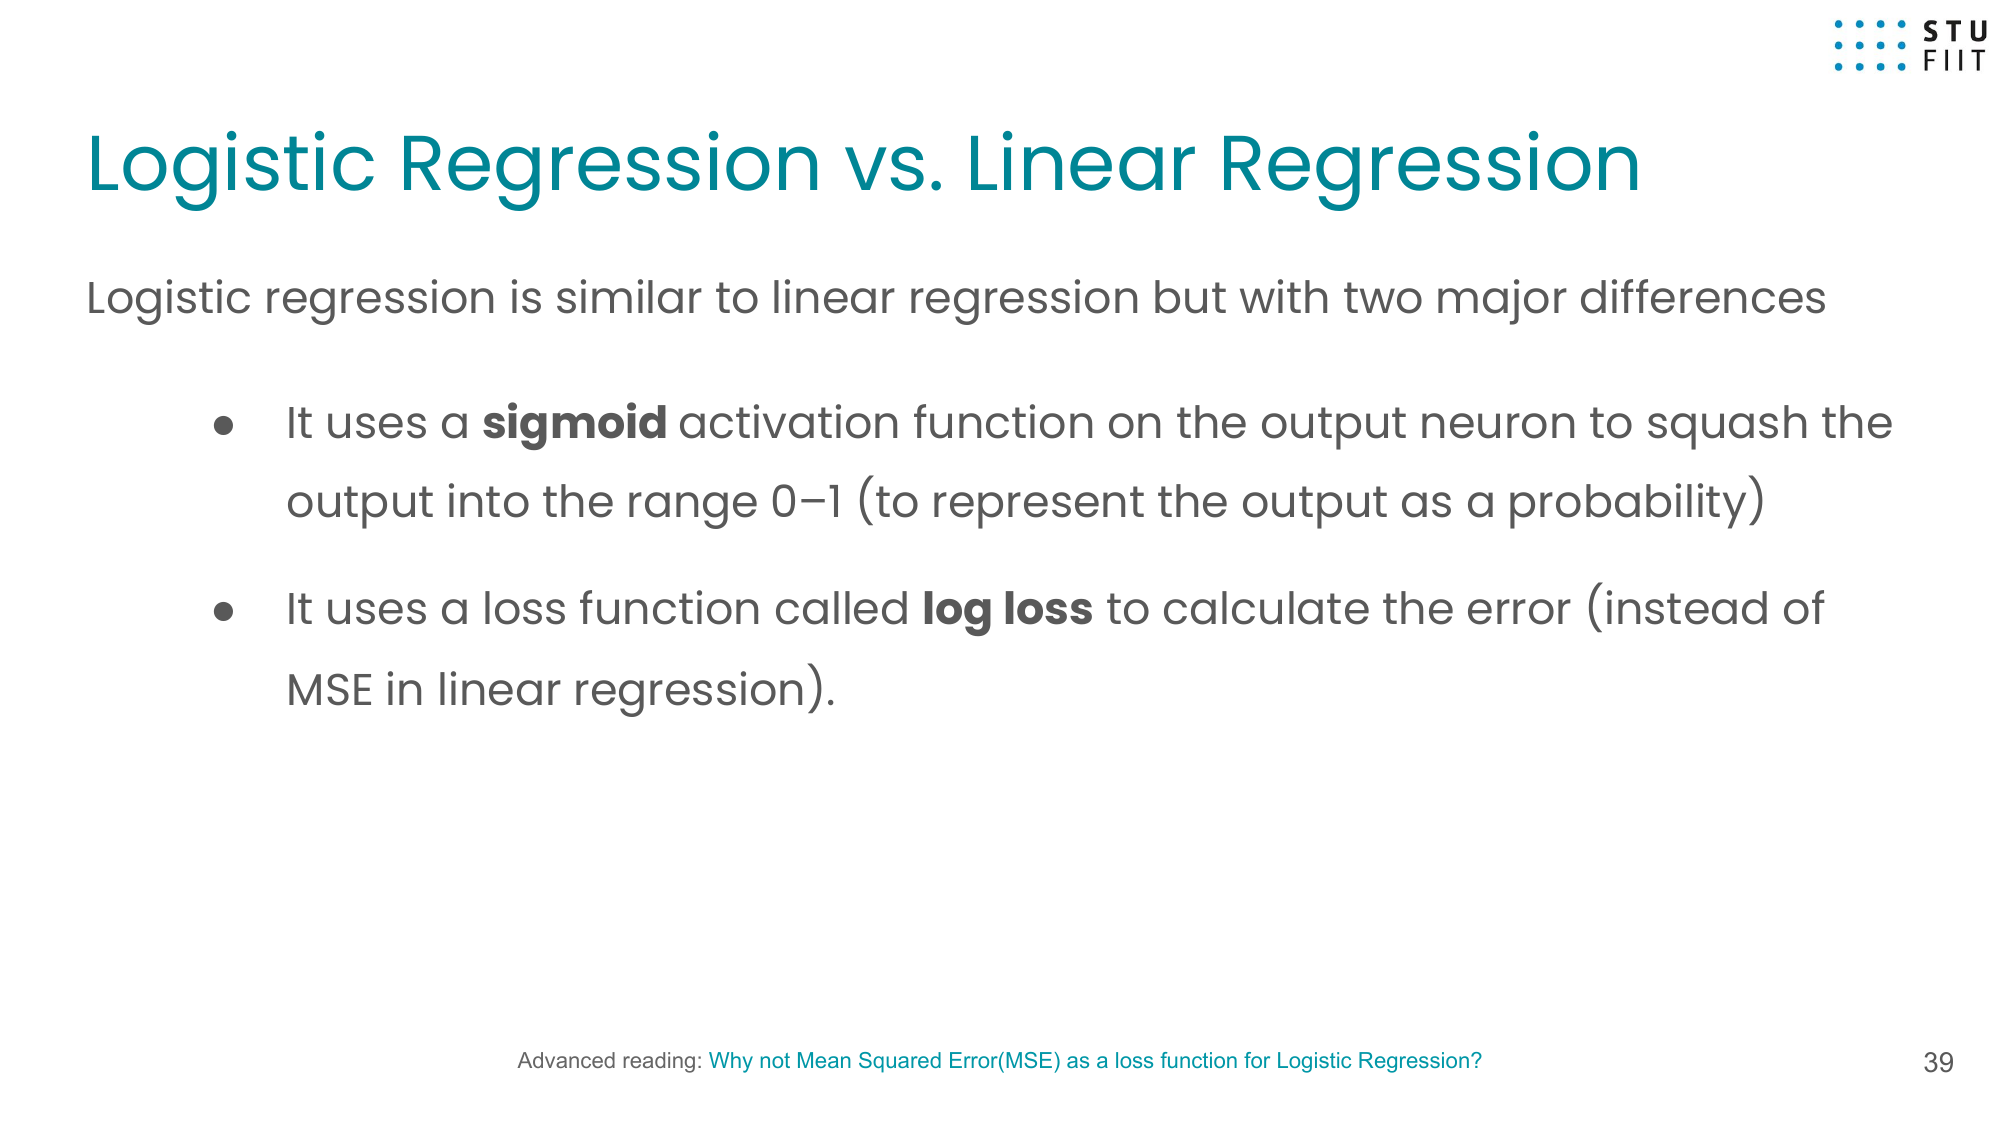 STU
FIIT
Logistic Regression vs. Linear Regression
Logistic regression is similar to linear regression but with two major differences
● It uses a sigmoid activation function on the output neuron to squash the
output into the range 0–1 (to represent the output as a probability)
● It uses a loss function called log loss to calculate the error (instead of
MSE in linear regression).
Advanced reading: Why not Mean Squared Error(MSE) as a loss function for Logistic Regression?
39